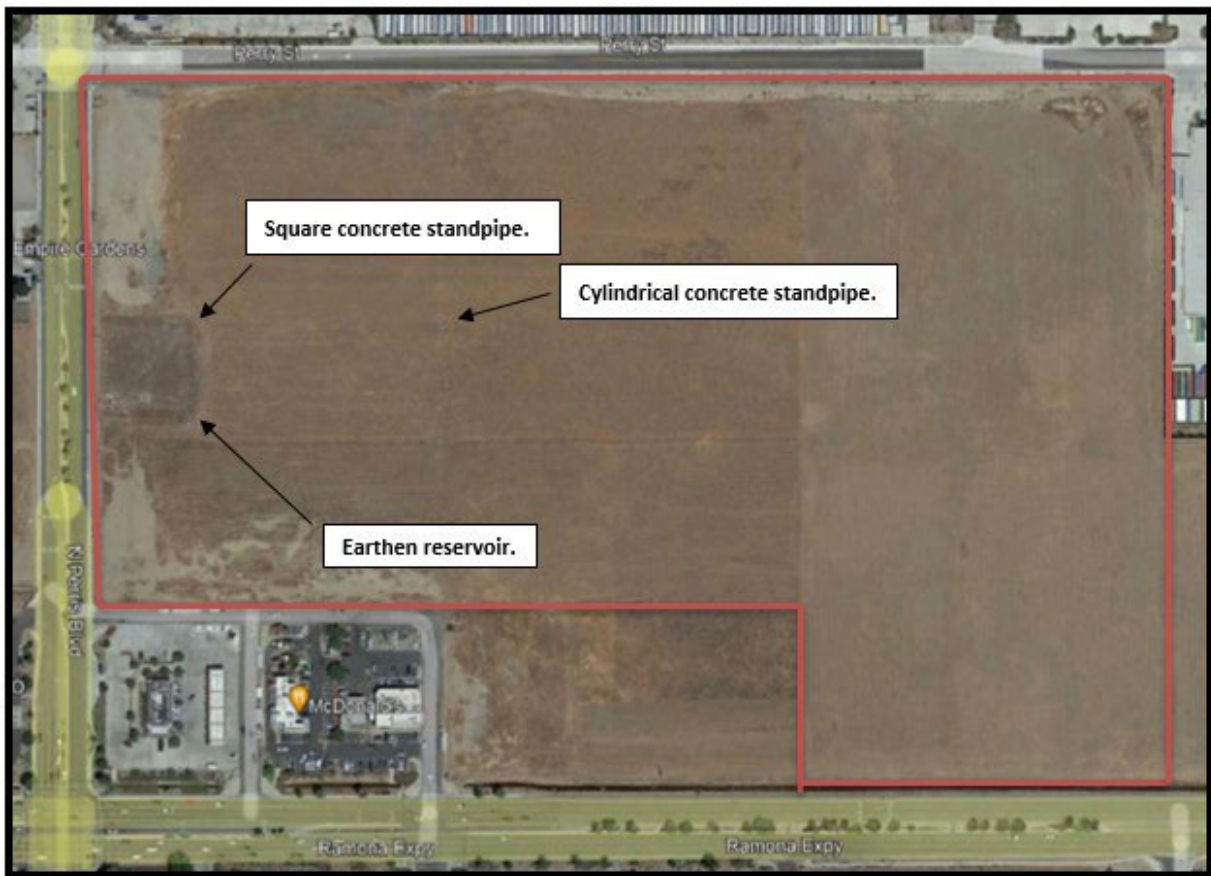 Perry St
Perry St
Square concrete standpipe.
Empire Gardens
Cylindrical concrete standpipe.
Earthen reservoir.
N Perris Blvd
McDonald's
Ramona Expy
Ramona Expy